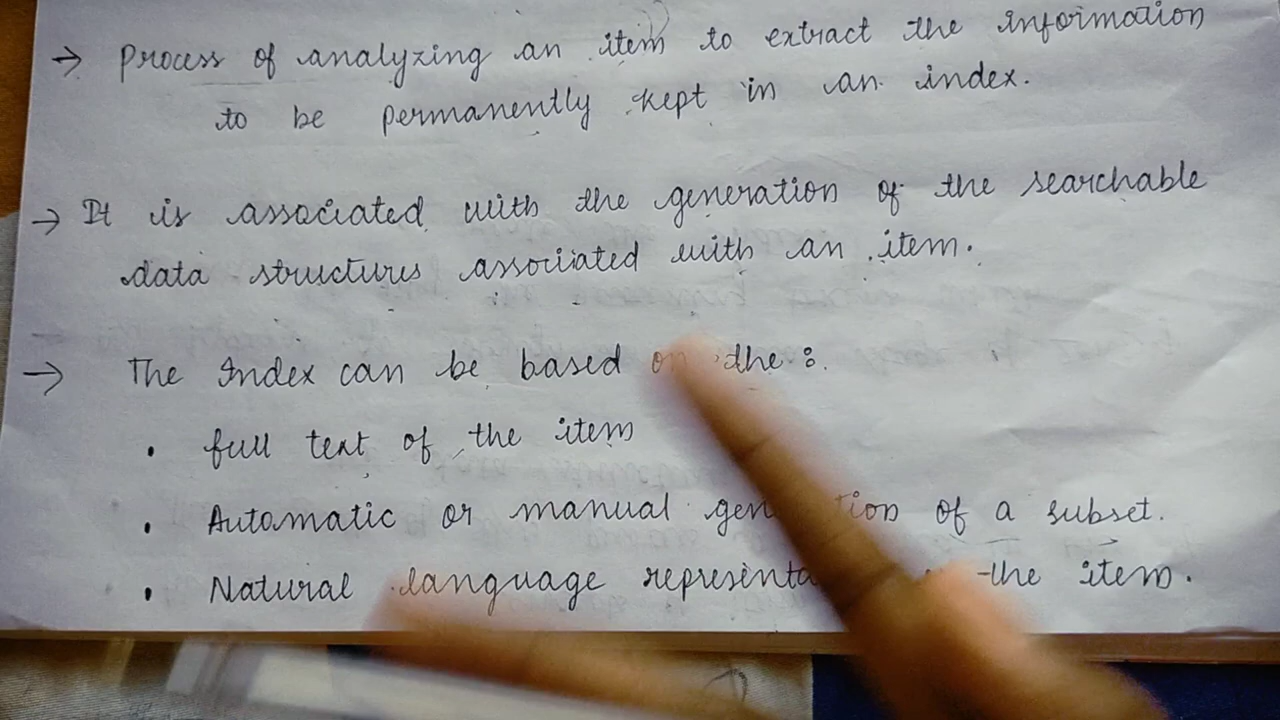 → Process of analyzing an item to extract the information
to be permanently kept in an index.
→ It is associated with the generation of the searchable
data structures associated with an item.
→ The Index can be based on the :
• full text of the item
• Automatic or manual of a subset.
• Natural language the item.